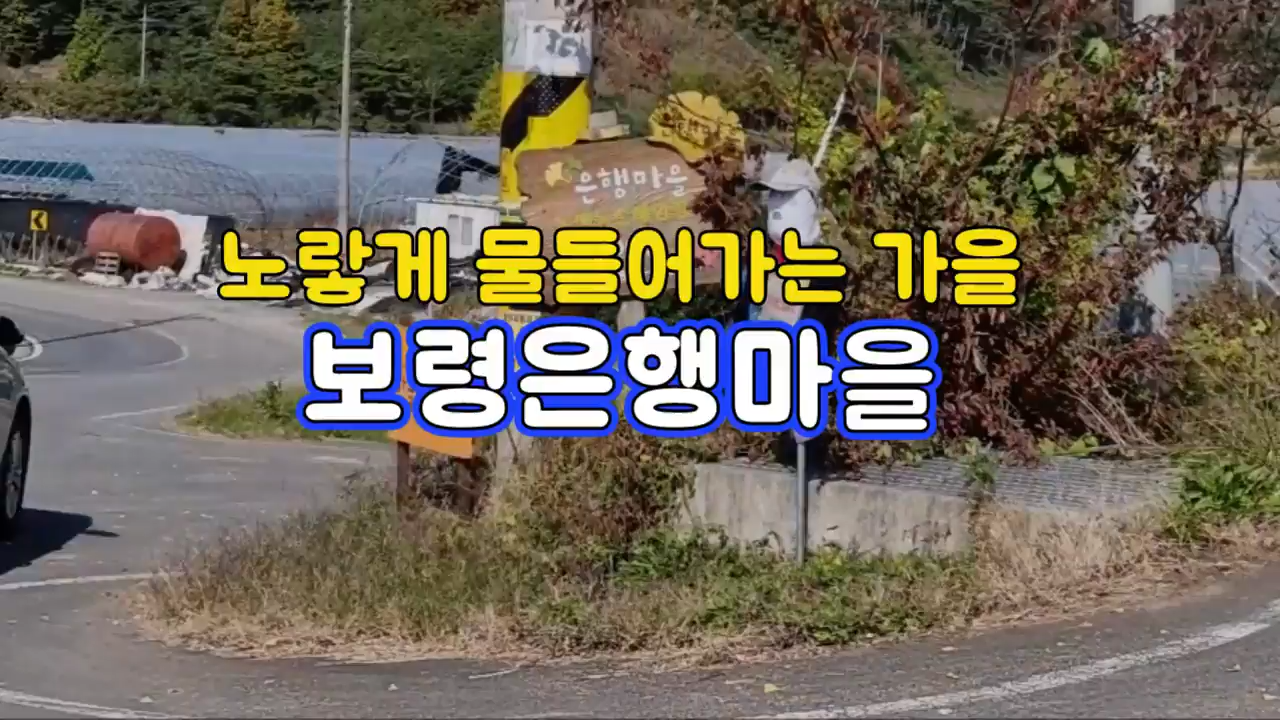 은행마을
노랗게 물들어가는 가을
보령은행마을